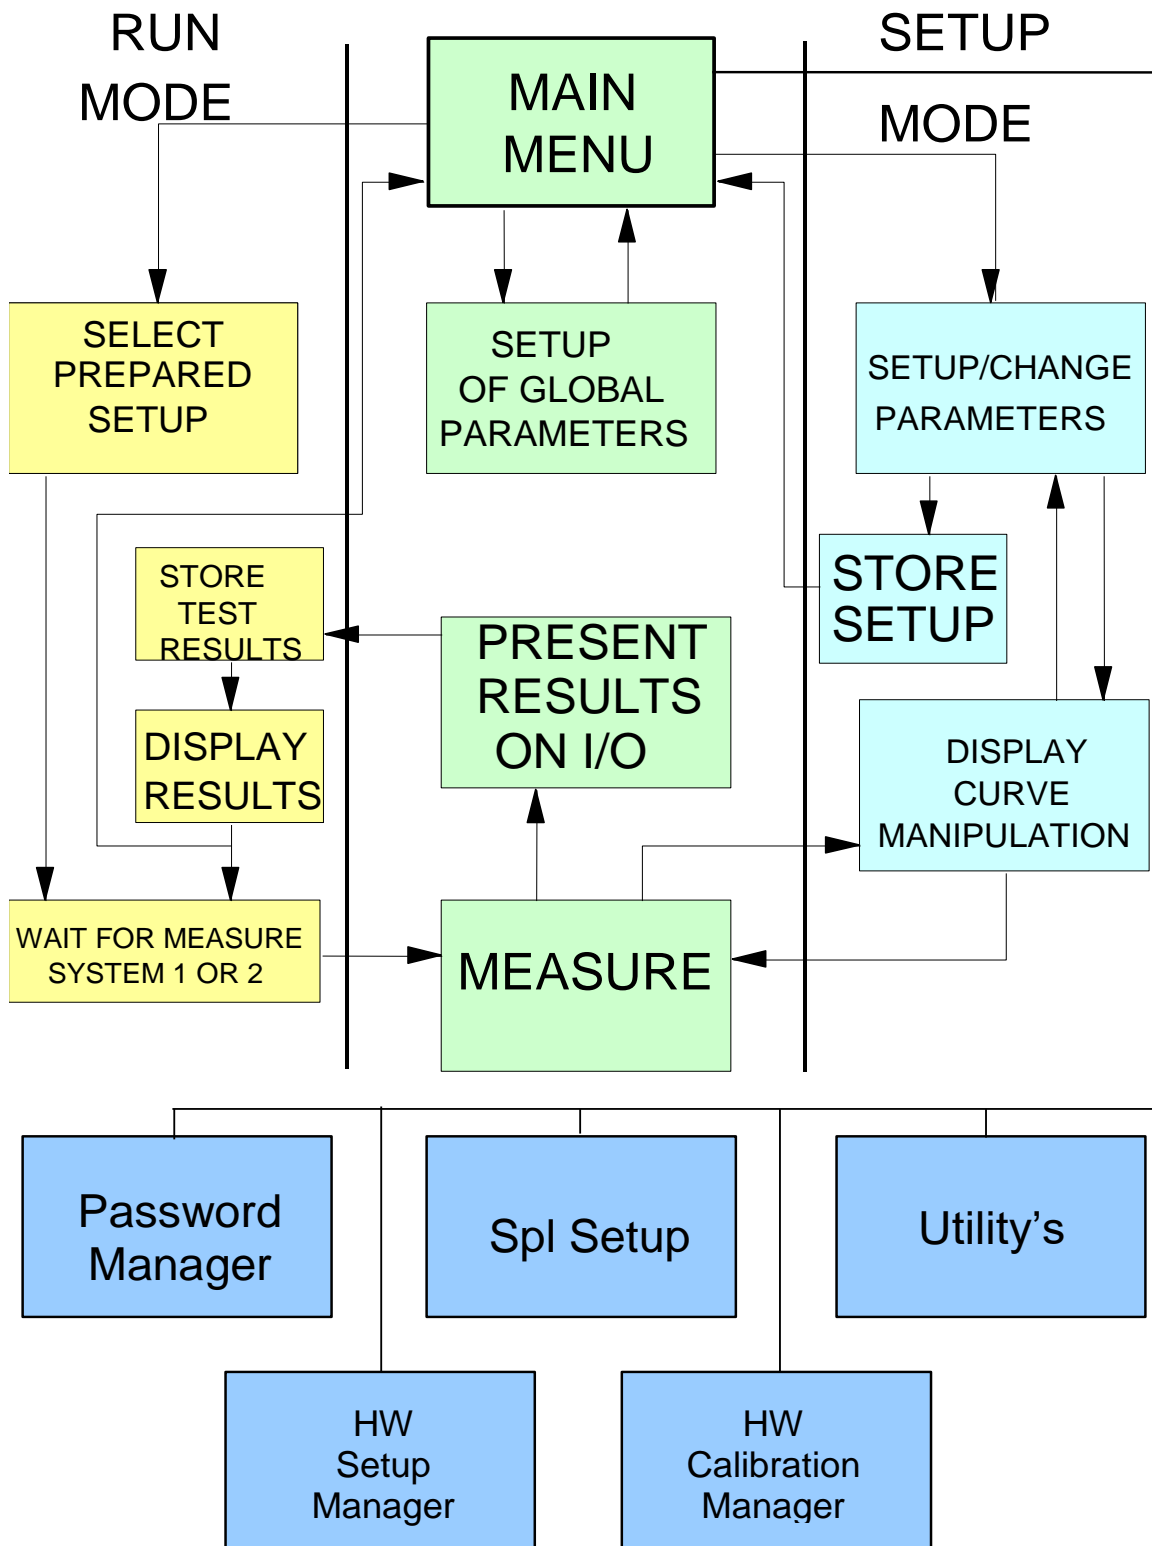 RUN
MODE
MAIN
MENU
SETUP
MODE
SELECT
PREPARED
SETUP
SETUP
OF GLOBAL
PARAMETERS
SETUP/CHANGE
PARAMETERS
STORE
TEST
RESULTS
PRESENT
RESULTS
ON I/O
STORE
SETUP
DISPLAY
RESULTS
DISPLAY
CURVE
MANIPULATION
WAIT FOR MEASURE
SYSTEM 1 OR 2
MEASURE
Password
Manager
Spl Setup
Utility's
HW
Setup
Manager
HW
Calibration
Manager